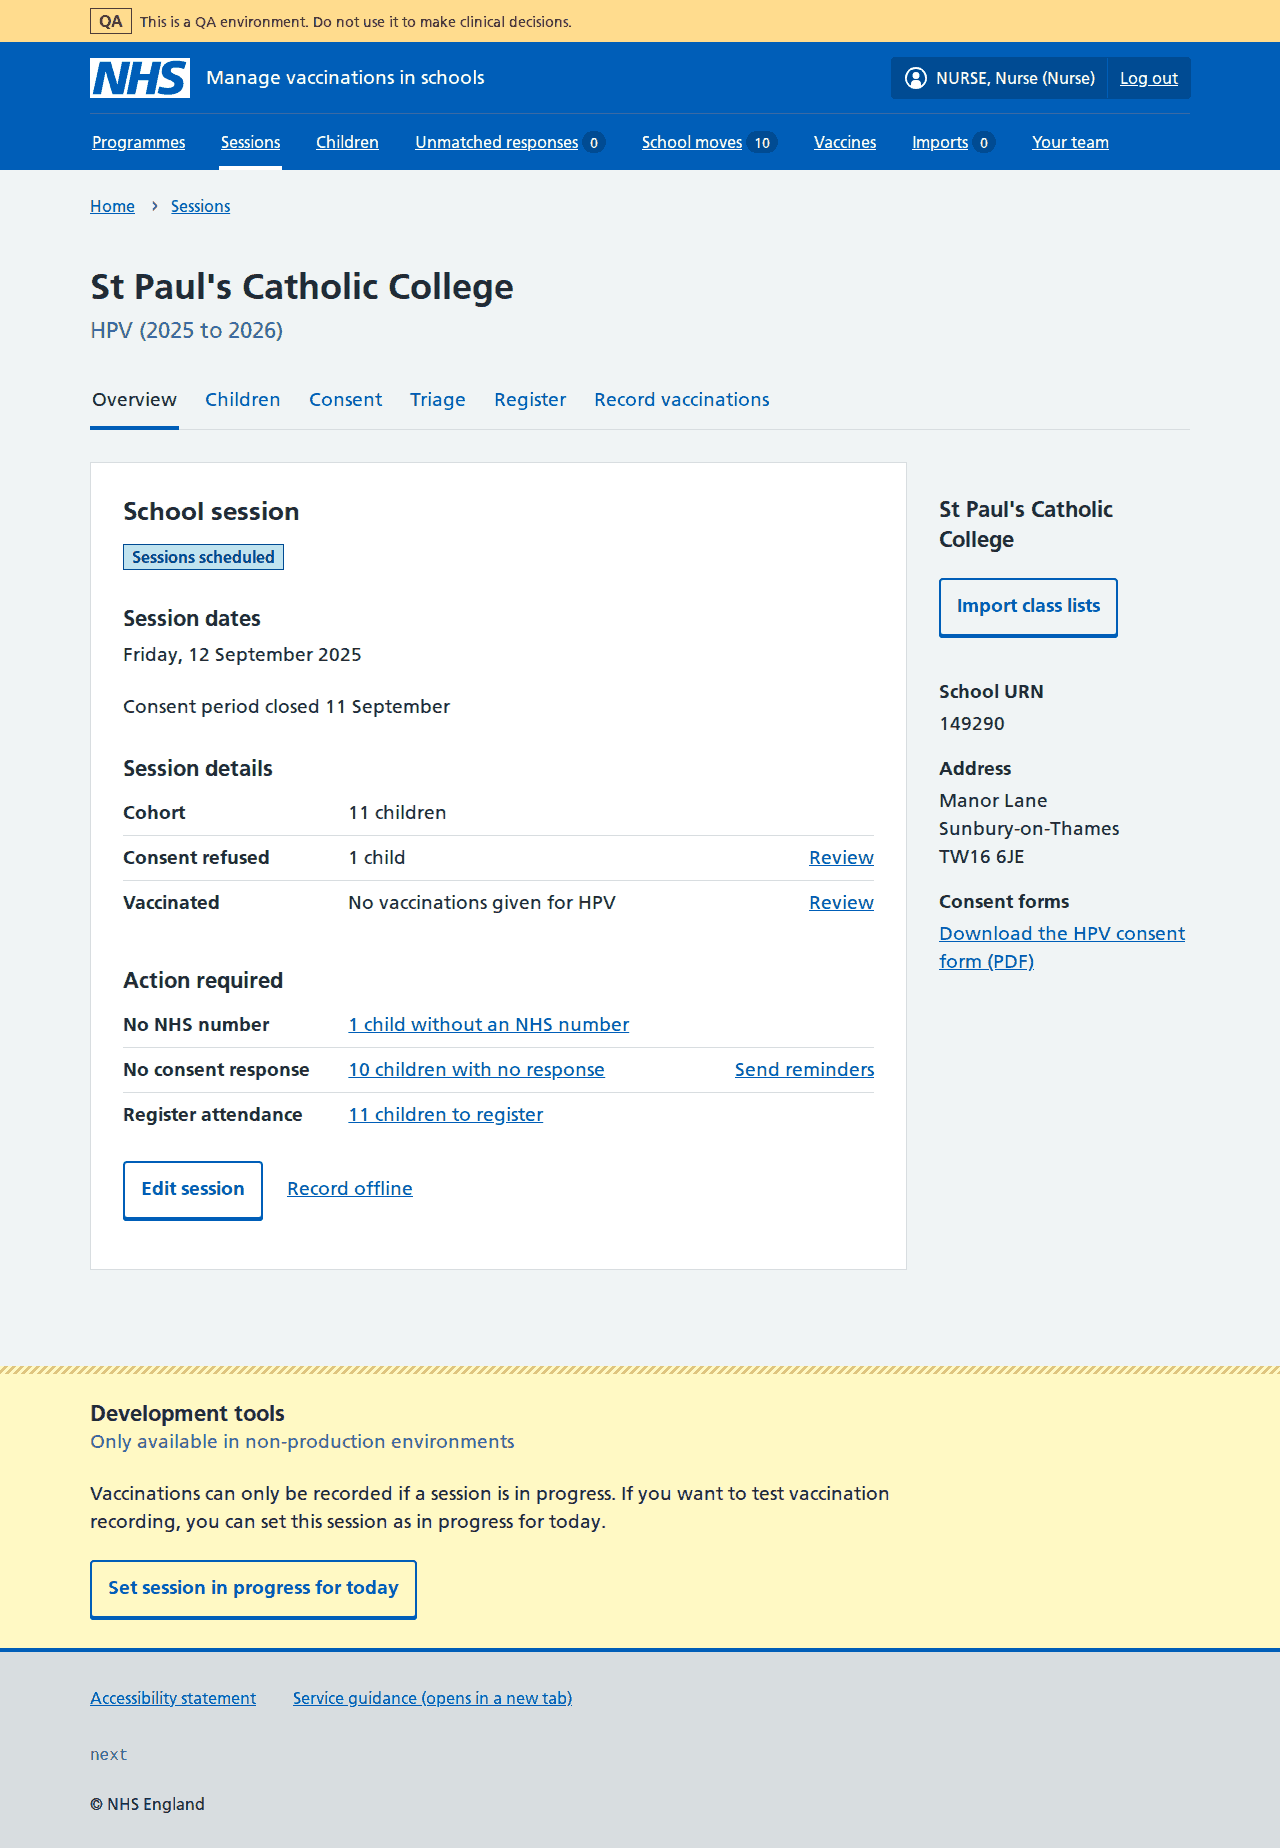 QA This is a QA environment. Do not use it to make clinical decisions.
NHS Manage vaccinations in schools NURSE, Nurse (Nurse) Log out
Programmes Sessions Children Unmatched responses 0 School moves 10 Vaccines Imports 0 Your team
Home › Sessions
St Paul's Catholic College
HPV (2025 to 2026)
Overview Children Consent Triage Register Record vaccinations
School session
Sessions scheduled
Session dates
Friday, 12 September 2025
Consent period closed 11 September
Session details
Cohort 11 children
Consent refused 1 child Review
Vaccinated No vaccinations given for HPV Review
Action required
No NHS number 1 child without an NHS number
No consent response 10 children with no response Send reminders
Register attendance 11 children to register
Edit session Record offline
St Paul's Catholic
College
Import class lists
School URN
149290
Address
Manor Lane
Sunbury-on-Thames
TW16 6JE
Consent forms
Download the HPV consent
form (PDF)
Development tools
Only available in non-production environments
Vaccinations can only be recorded if a session is in progress. If you want to test vaccination
recording, you can set this session as in progress for today.
Set session in progress for today
Accessibility statement Service guidance (opens in a new tab)
next
© NHS England